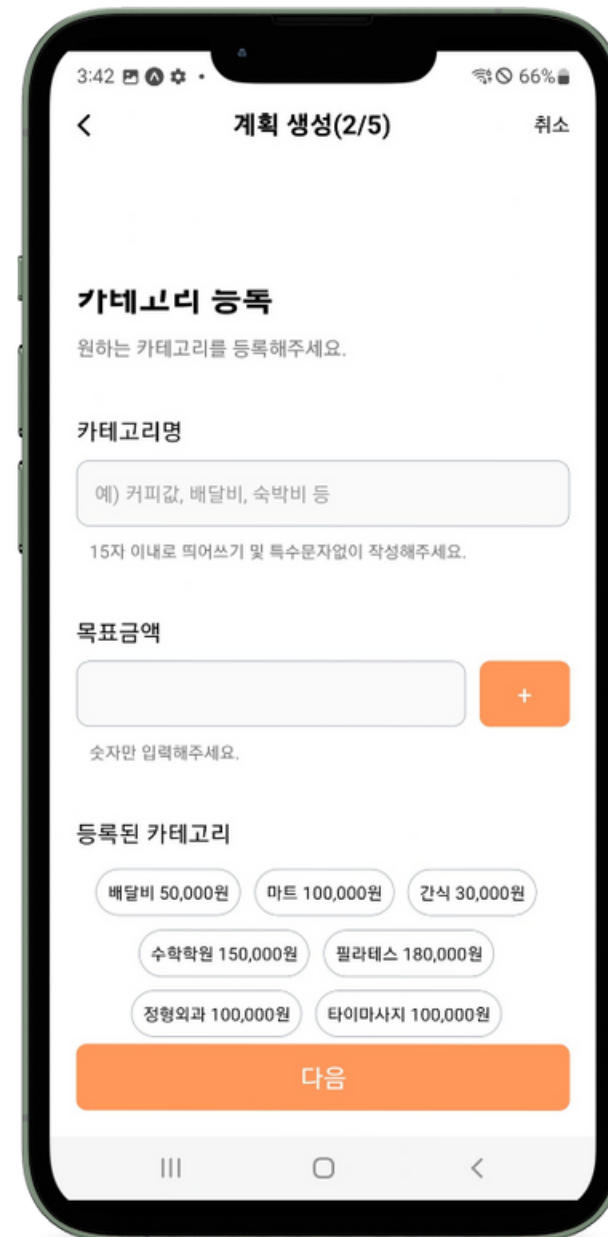 3:42 66%
계획 생성(2/5) 취소
카테고리 등록
원하는 카테고리를 등록해주세요.
카테고리명
예) 커피값, 배달비, 숙박비 등
15자 이내로 띄어쓰기 및 특수문자없이 작성해주세요.
목표금액
+
숫자만 입력해주세요.
등록된 카테고리
배달비 50,000원 마트 100,000원 간식 30,000원
수학학원 150,000원 필라테스 180,000원
정형외과 100,000원 타이마사지 100,000원
다음